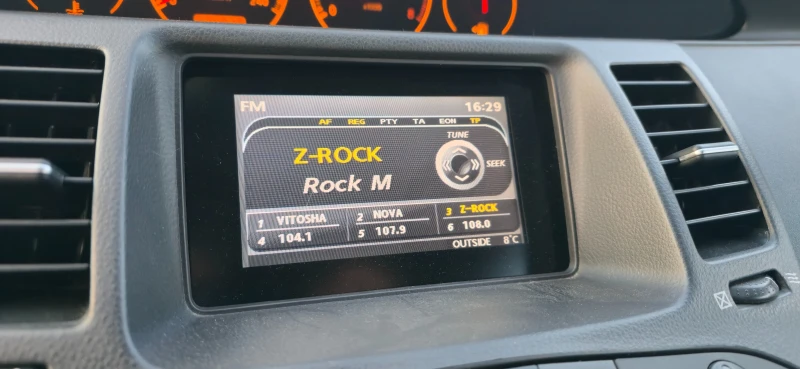 FM 16:29
AF REG PTY TA EON TP
TUNE
Z-ROCK
SEEK
Rock M
1 VITOSHA 2 NOVA 3 Z-ROCK
4 104.1 5 107.9 6 108.0
OUTSIDE 8°C